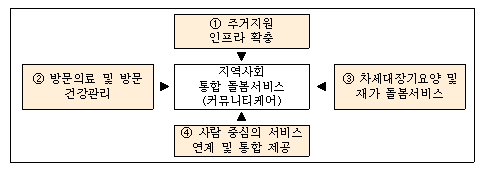 ① 주거지원
인프라 확충
② 방문의료 및 방문
건강관리
지역사회
통합 돌봄서비스
(커뮤니티케어)
③ 차세대장기요양 및
재가 돌봄서비스
④ 사람 중심의 서비스
연계 및 통합 제공